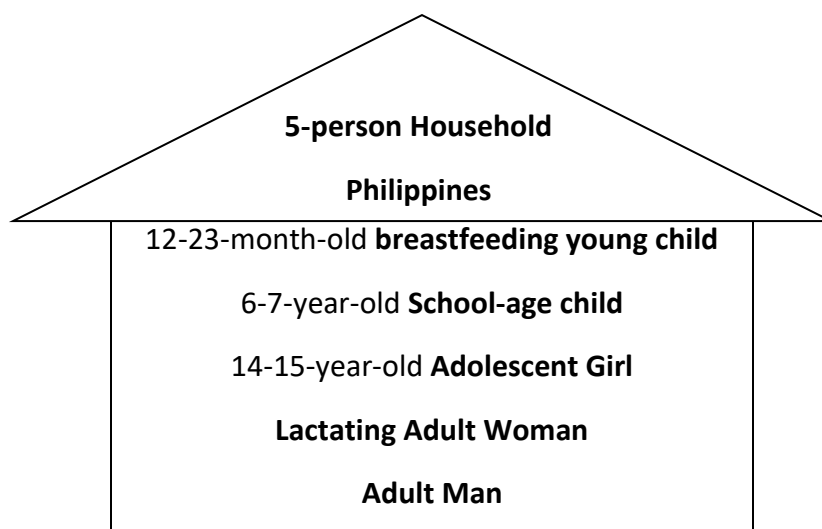 5-person Household
Philippines
12-23-month-old breastfeeding young child
6-7-year-old School-age child
14-15-year-old Adolescent Girl
Lactating Adult Woman
Adult Man